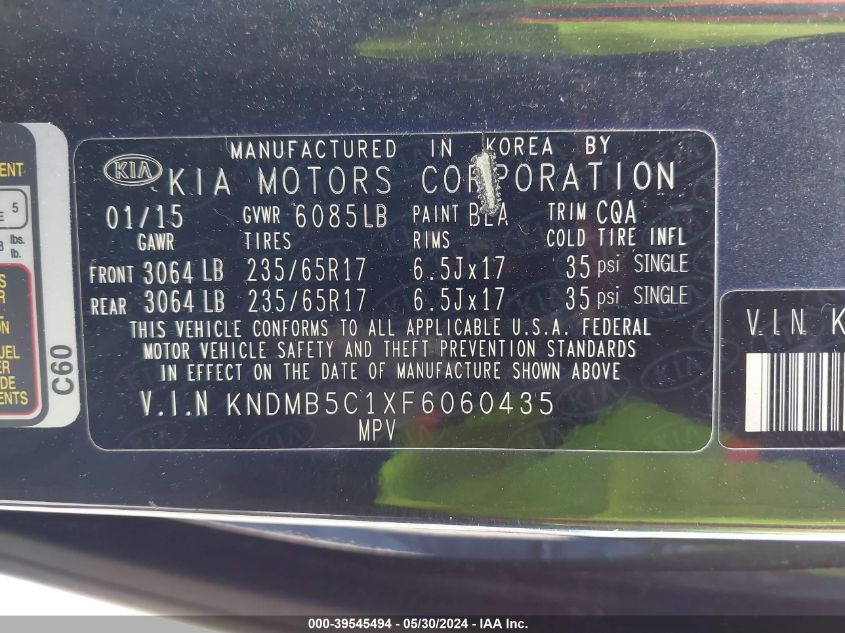 MANUFACTURED IN KOREA BY
KIA KIA MOTORS CORPORATION
01/15 GVWR 6085LB PAINT BLA TRIM CQA
GAWR TIRES RIMS COLD TIRE INFL
FRONT 3064 LB 235/65R17 6.5Jx17 35 psi SINGLE
REAR 3064 LB 235/65R17 6.5Jx17 35 psi SINGLE
THIS VEHICLE CONFORMS TO ALL APPLICABLE U.S.A. FEDERAL
MOTOR VEHICLE SAFETY AND THEFT PREVENTION STANDARDS
IN EFFECT ON THE DATE OF MANUFACTURE SHOWN ABOVE
V.I.N KNDMB5C1XF6060435
MPV
5
lbs.
lb.
C60
V.I.N K
000-39545494 - 05/30/2024 - IAA Inc.